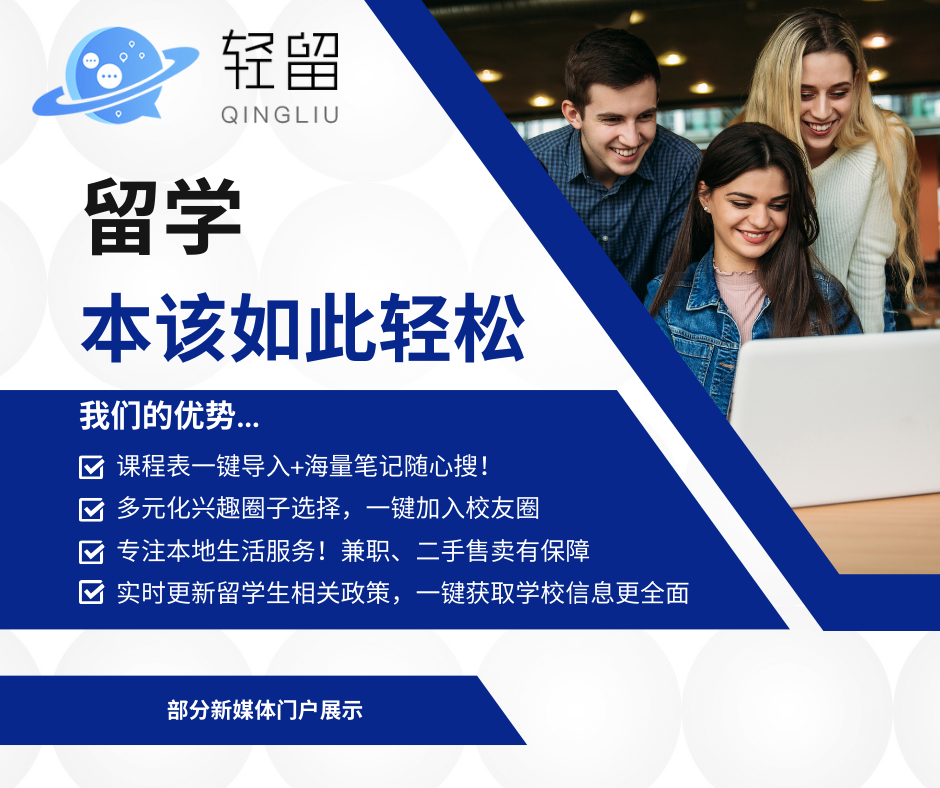 轻留
QINGLIU
留学
本该如此轻松
我们的优势...
课程表一键导入+海量笔记随心搜！
多元化兴趣圈子选择，一键加入校友圈
专注本地生活服务！兼职、二手售卖有保障
实时更新留学生相关政策，一键获取学校信息更全面
部分新媒体门户展示